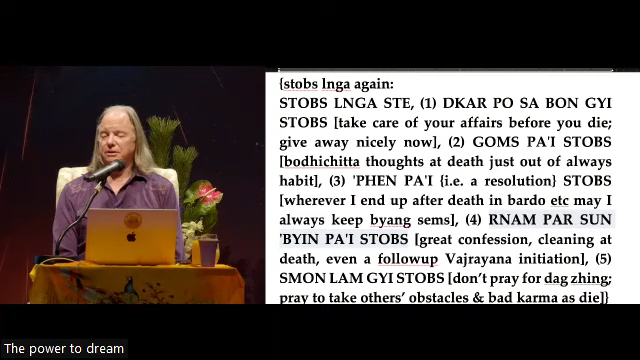 {stobs lnga again:
STOBS LNGA STE, (1) DKAR PO SA BON GYI
STOBS [take care of your affairs before you die;
give away nicely now], (2) GOMS PA'I STOBS
[bodhichitta thoughts at death just out of always
habit], (3) 'PHEN PA'I {i.e. a resolution} STOBS
[wherever I end up after death in bardo etc may I
always keep byang sems], (4) RNAM PAR SUN
'BYIN PA'I STOBS [great confession, cleaning at
death, even a followup Vajrayana initiation], (5)
SMON LAM GYI STOBS [don't pray for dag zhing;
pray to take others' obstacles & bad karma as die]}
The power to dream